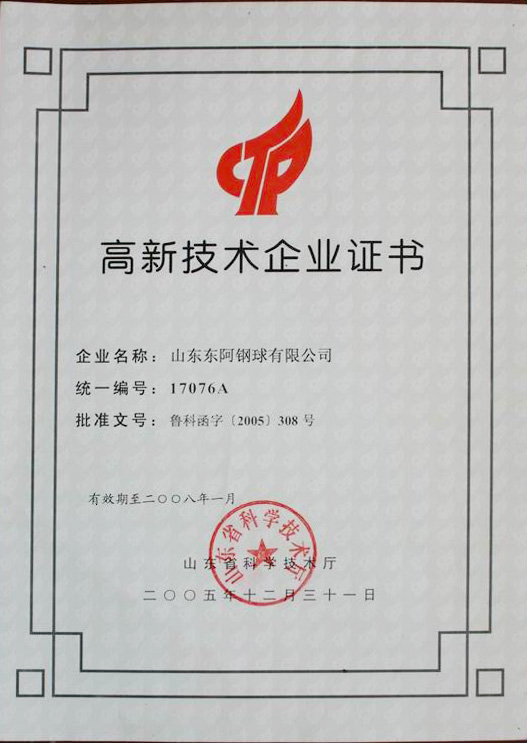 CTP
高新技术企业证书
企业名称：山东东阿钢球有限公司
统一编号：17076A
批准文号：鲁科函字〔2005〕308 号
有效期至二〇〇八年一月
山东省科学技术厅
山东省科学技术厅
二〇〇五年十二月三十一日